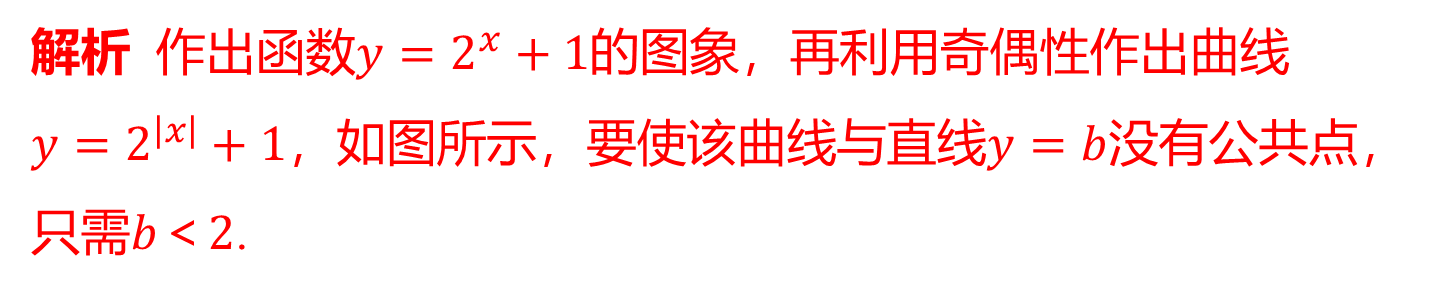 解析 作出函数y = 2^x + 1的图象，再利用奇偶性作出曲线
y = 2^|x| + 1，如图所示，要使该曲线与直线y = b没有公共点，
只需b < 2.